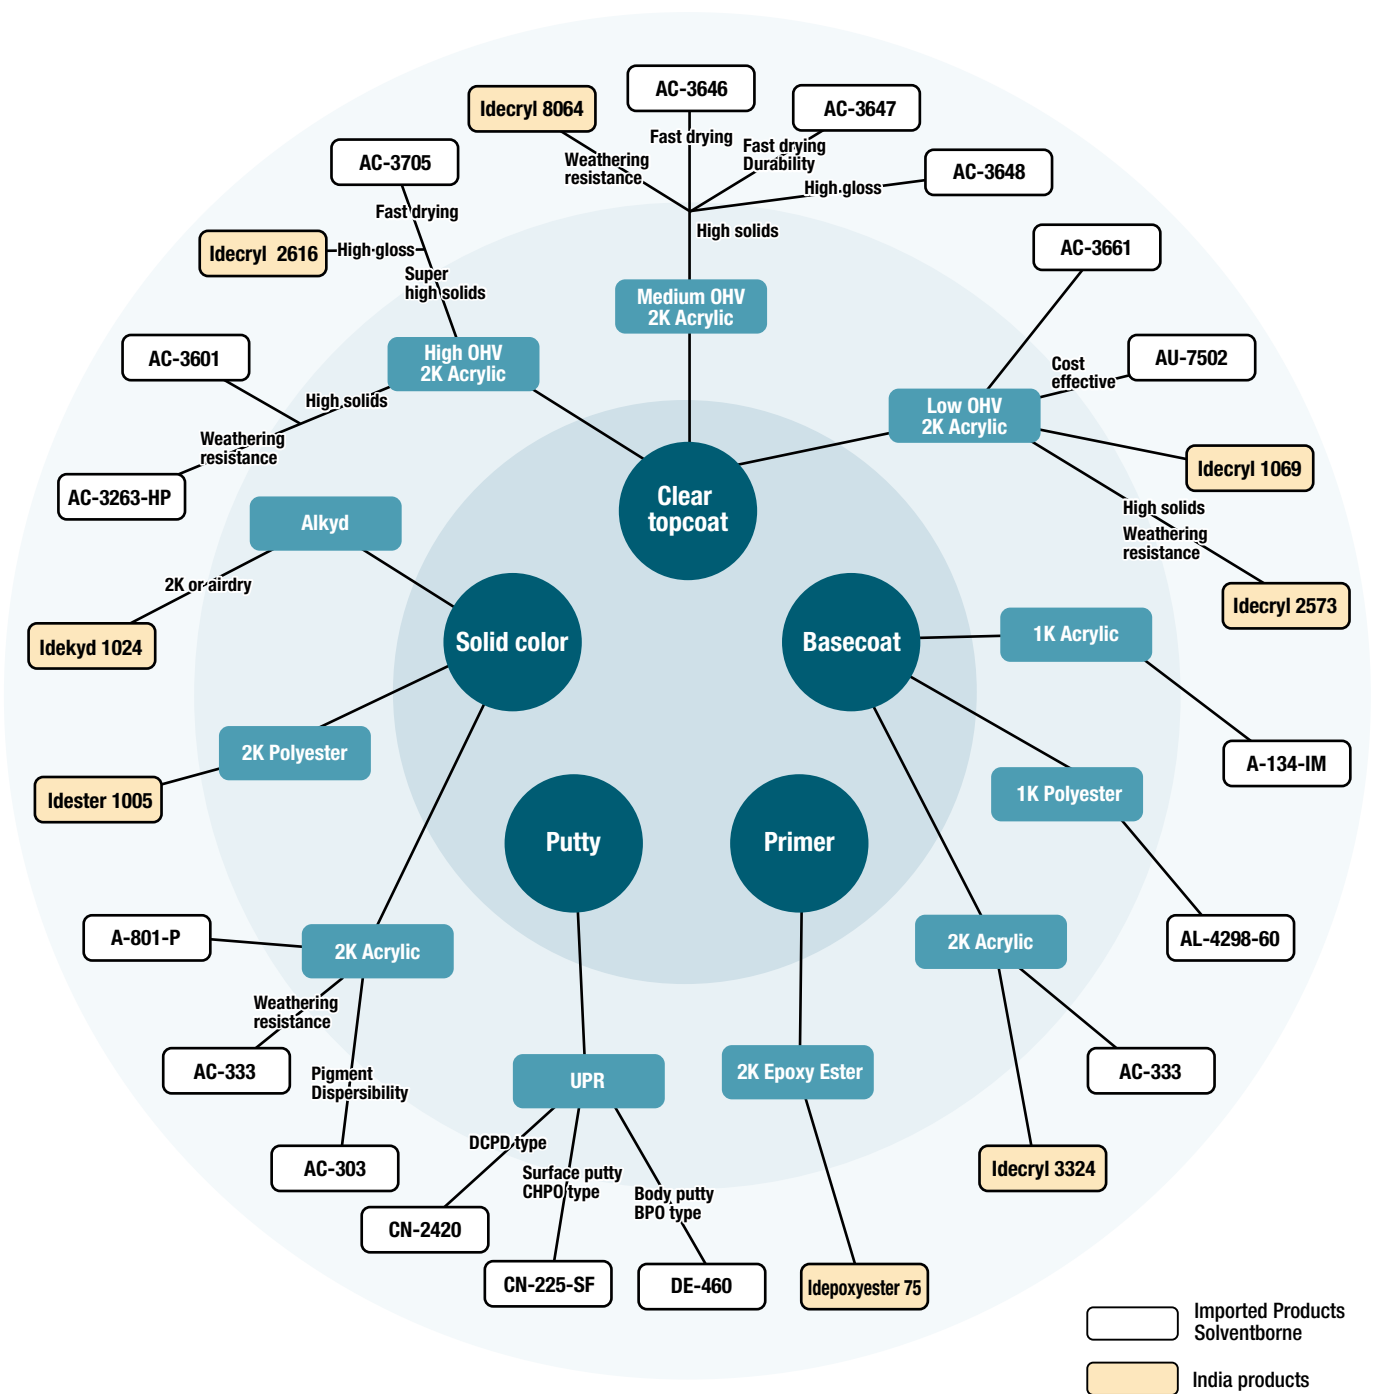 AC-3646
Idecryl 8064
AC-3647
Fast drying
Fast drying
Durability
Weathering
resistance
AC-3705
AC-3648
High gloss
Fast drying
High solids
Idecryl  2616
High gloss
AC-3661
Super
high solids
Medium OHV
2K Acrylic
AC-3601
High OHV
2K Acrylic
Cost
effective
AU-7502
High solids
Low OHV
2K Acrylic
Weathering
resistance
Idecryl 1069
AC-3263-HP
Clear
topcoat
High solids
Weathering
resistance
Alkyd
2K or airdry
Idecryl 2573
Idekyd 1024
Solid color
Basecoat
1K Acrylic
2K Polyester
A-134-IM
Idester 1005
1K Polyester
Putty
Primer
A-801-P
2K Acrylic
2K Acrylic
AL-4298-60
Weathering
resistance
AC-333
Pigment
Dispersibility
UPR
2K Epoxy Ester
AC-333
DCPD type
AC-303
Surface putty
CHPO type
Body putty
BPO type
Idecryl 3324
CN-2420
CN-225-SF
DE-460
Idepoxyester 75
Imported Products
Solventborne
India products